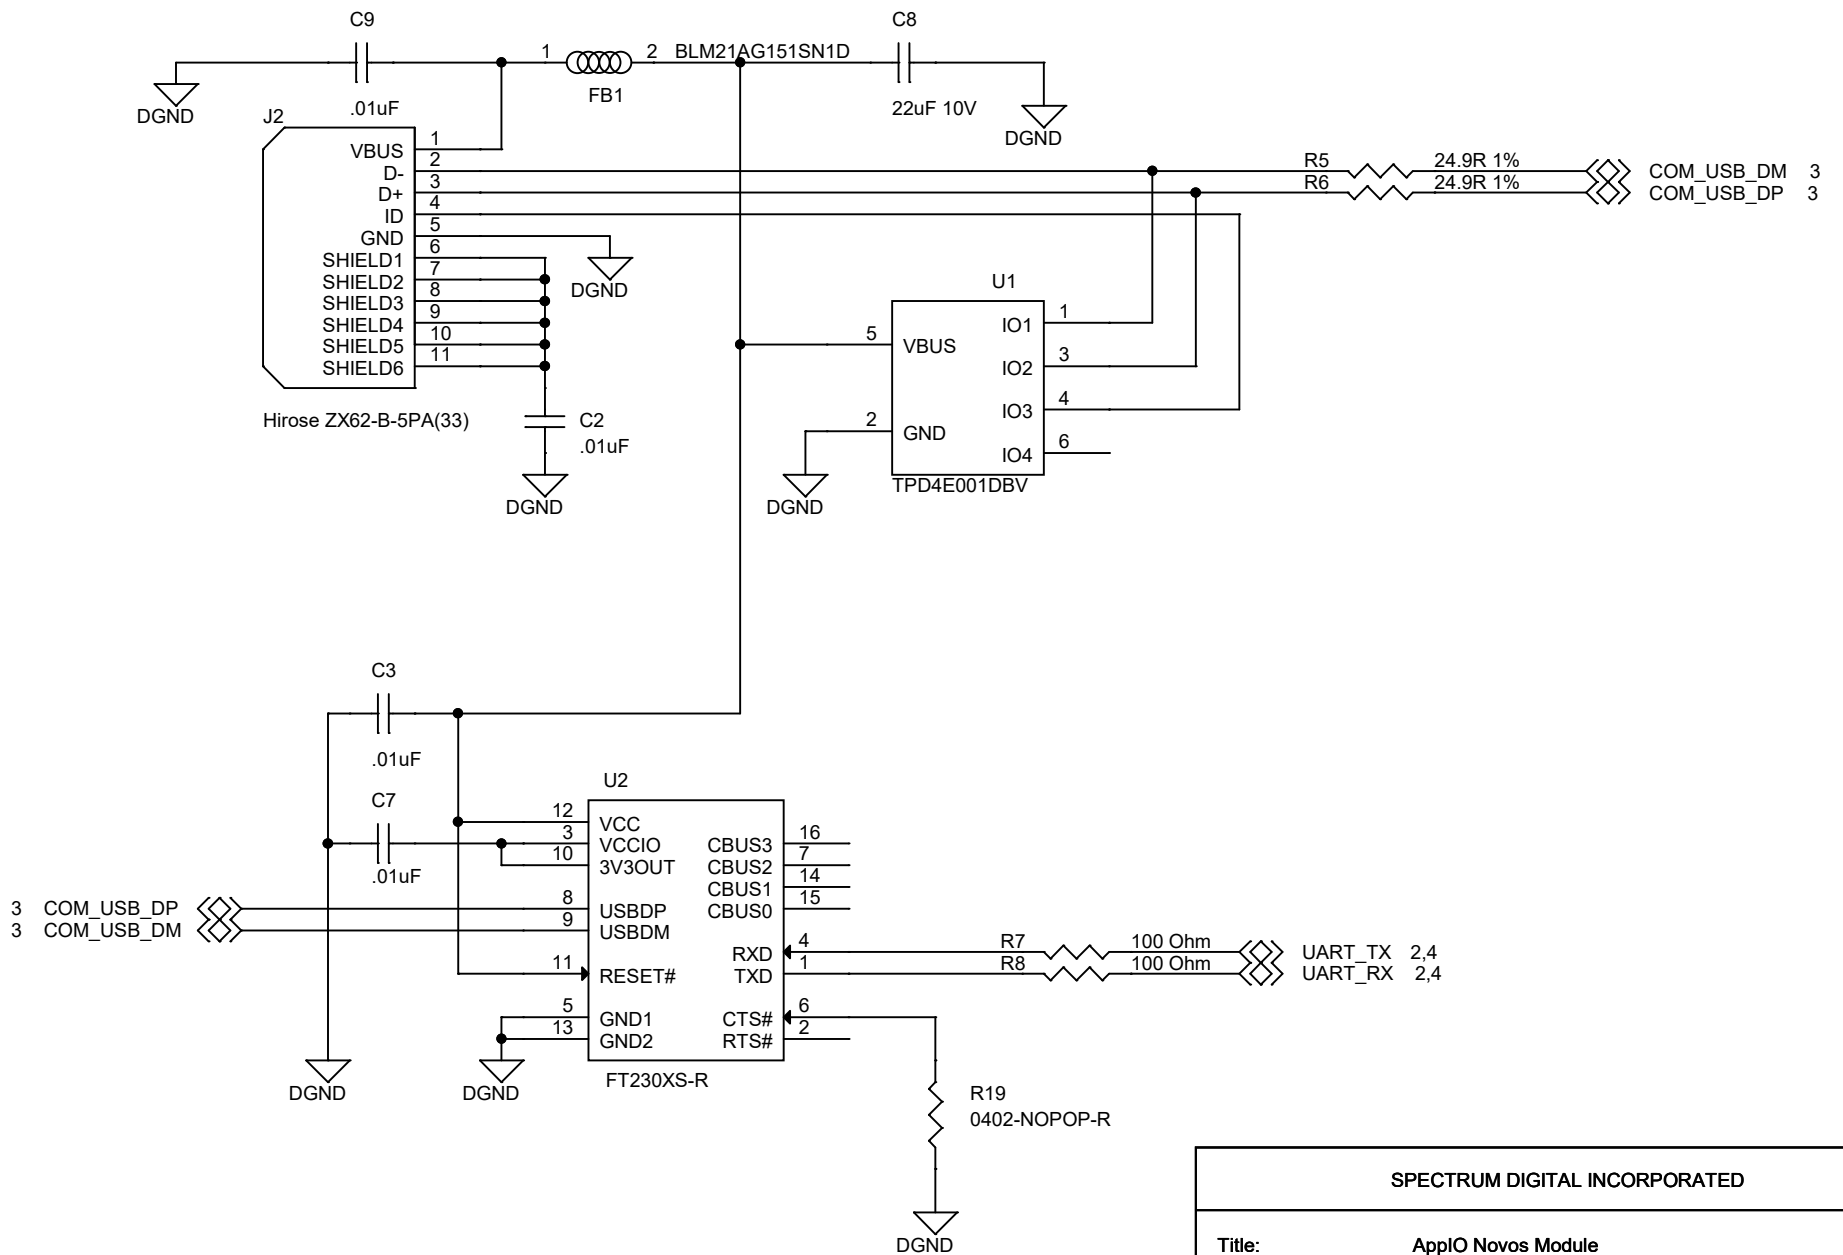 C9
C8
1
2
BLM21AG151SN1D
FB1
.01uF
22uF 10V
DGND
DGND
J2
VBUS 1
D- 2
D+ 3
ID 4
GND 5
SHIELD1 6
SHIELD2 7
SHIELD3 8
SHIELD4 9
SHIELD5 10
SHIELD6 11
Hirose ZX62-B-5PA(33)
DGND
C2
.01uF
DGND
R5 24.9R 1% COM_USB_DM 3
R6 24.9R 1% COM_USB_DP 3
U1
5 VBUS
2 GND
IO1 1
IO2 3
IO3 4
IO4 6
TPD4E001DBV
DGND
C3
.01uF
C7
.01uF
U2
12 VCC
3 VCCIO
10 3V3OUT
8 USBDP
9 USBDM
11 RESET#
5 GND1
13 GND2
CBUS3 16
CBUS2 7
CBUS1 14
CBUS0 15
RXD 4
TXD 1
CTS# 6
RTS# 2
FT230XS-R
3 COM_USB_DP
3 COM_USB_DM
R7 100 Ohm UART_TX 2,4
R8 100 Ohm UART_RX 2,4
DGND
DGND
R19
0402-NOPOP-R
DGND
SPECTRUM DIGITAL INCORPORATED
Title: AppIO Novos Module